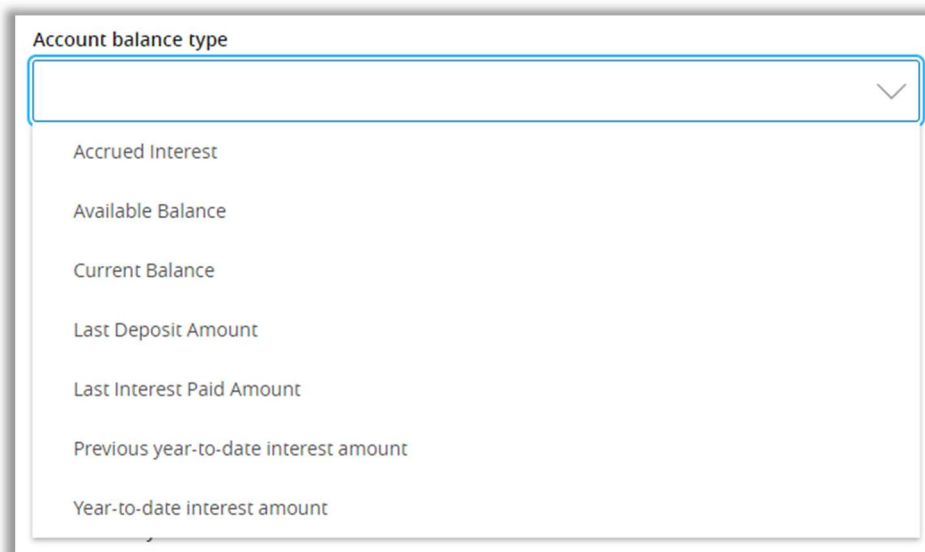 Account balance type
Accrued Interest
Available Balance
Current Balance
Last Deposit Amount
Last Interest Paid Amount
Previous year-to-date interest amount
Year-to-date interest amount